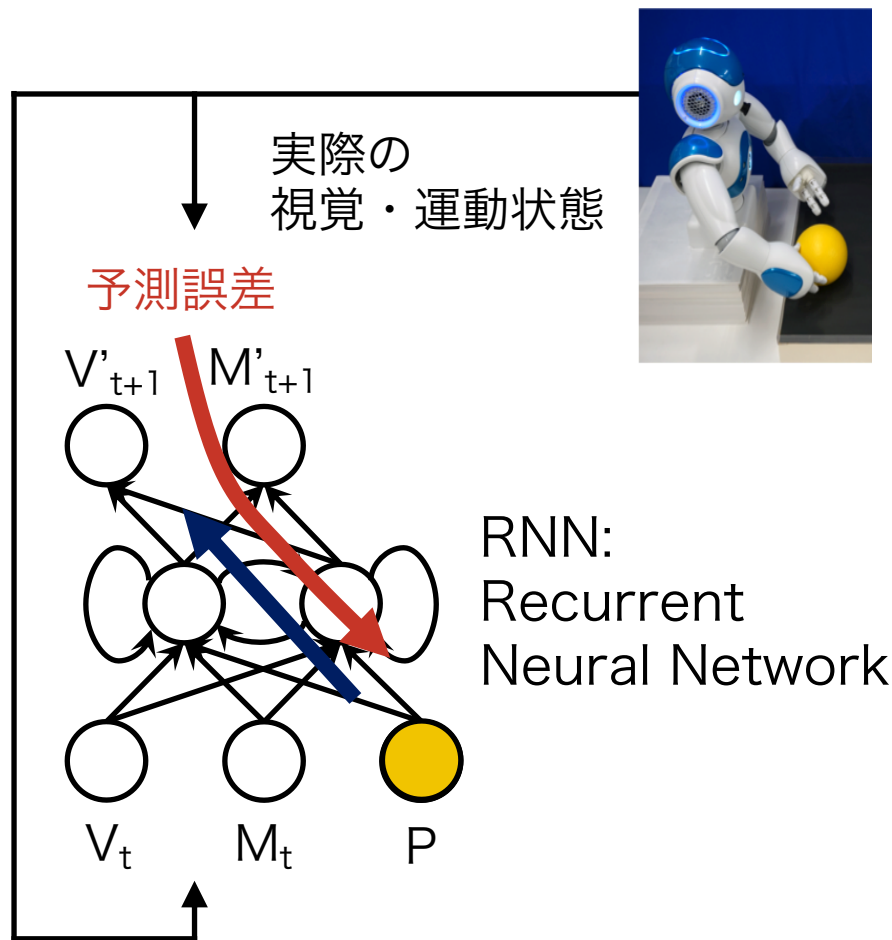 実際の
視覚・運動状態
予測誤差
V’t+1 M’t+1
RNN:
Recurrent
Neural Network
Vt Mt P